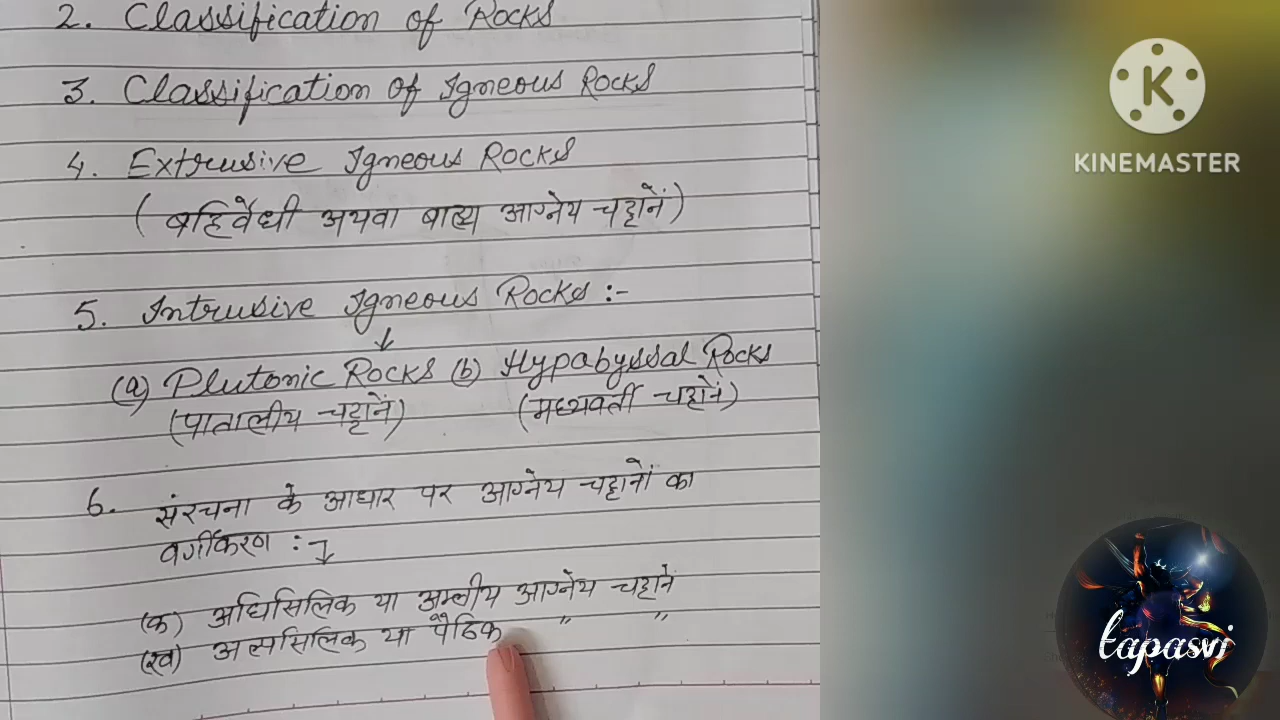 2. Classification of Rocks
3. Classification of Igneous Rocks
4. Extrusive Igneous Rocks
(बहिर्वेधी अथवा बाह्य आग्नेय चट्टानें)
5. Intrusive Igneous Rocks :-
↓
(a) Plutonic Rocks (b) Hypabyssal Rocks
(पातालीय चट्टानें) (मध्यवर्ती चट्टानें)
6. संरचना के आधार पर आग्नेय चट्टानों का
वर्गीकरण :-
(क) अधिसिलिक या अम्लीय आग्नेय चट्टानें
(ख) अल्पसिलिक या पैठिक " "
K
KINEMASTER
tapasvi